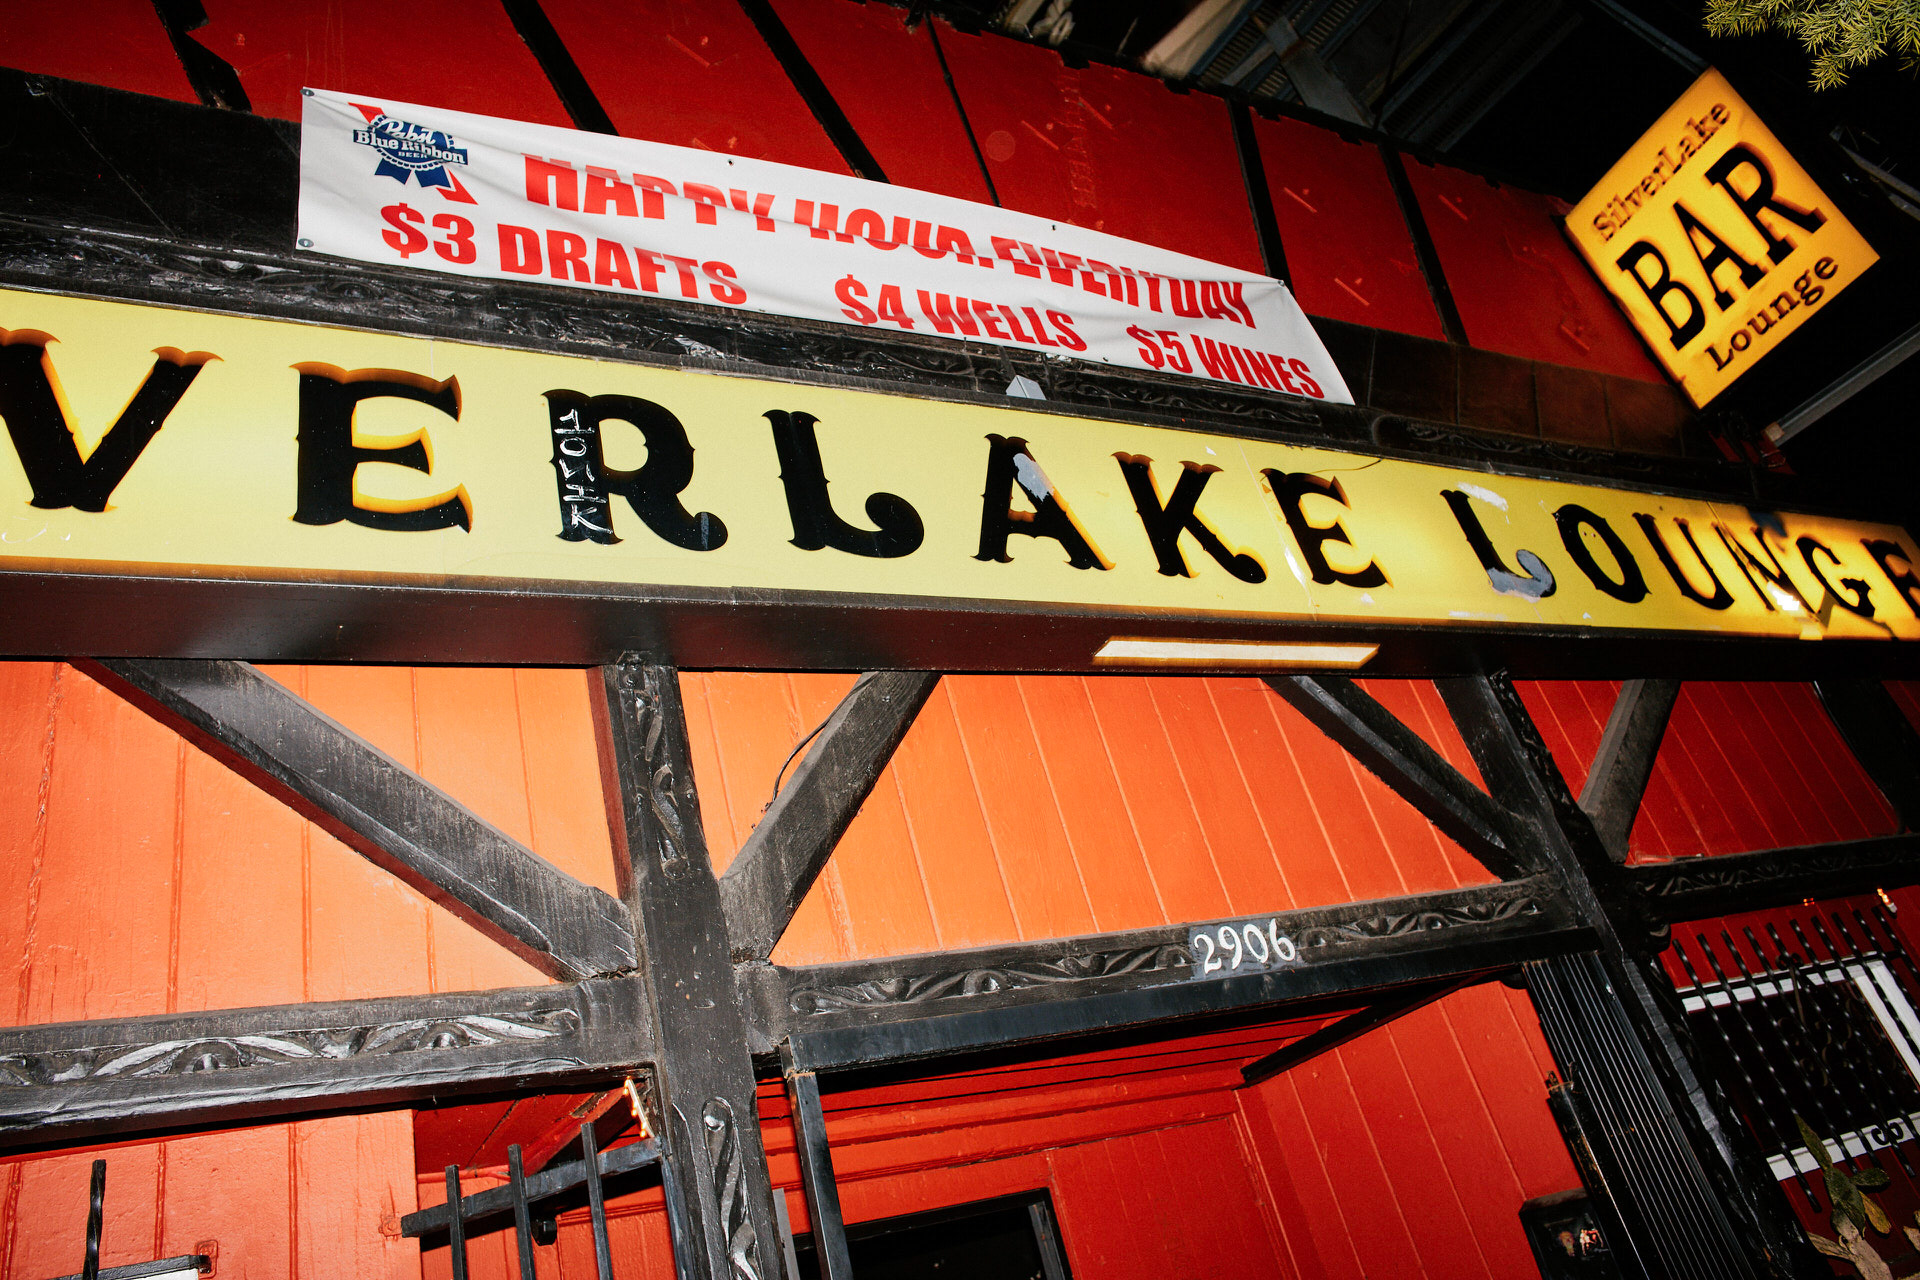 Pabst
Blue Ribbon
BEER
HAPPY HOUR EVERYDAY
$3 DRAFTS $4 WELLS $5 WINES
SilverLake
BAR
Lounge
VERLAKE LOUNGE
2906